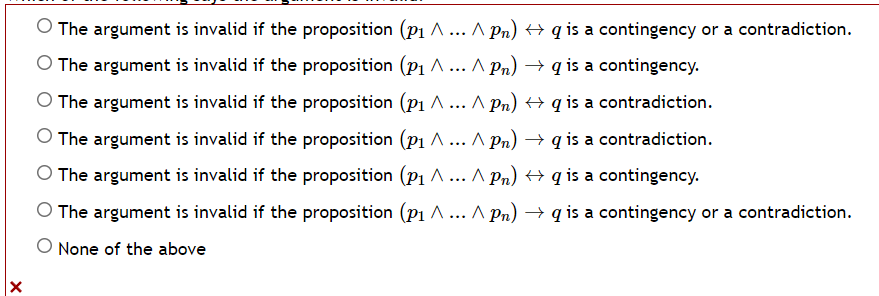 The argument is invalid if the proposition (p₁ ∧ ... ∧ pₙ) ↔ q is a contingency or a contradiction.
The argument is invalid if the proposition (p₁ ∧ ... ∧ pₙ) → q is a contingency.
The argument is invalid if the proposition (p₁ ∧ ... ∧ pₙ) ↔ q is a contradiction.
The argument is invalid if the proposition (p₁ ∧ ... ∧ pₙ) → q is a contradiction.
The argument is invalid if the proposition (p₁ ∧ ... ∧ pₙ) ↔ q is a contingency.
The argument is invalid if the proposition (p₁ ∧ ... ∧ pₙ) → q is a contingency or a contradiction.
None of the above